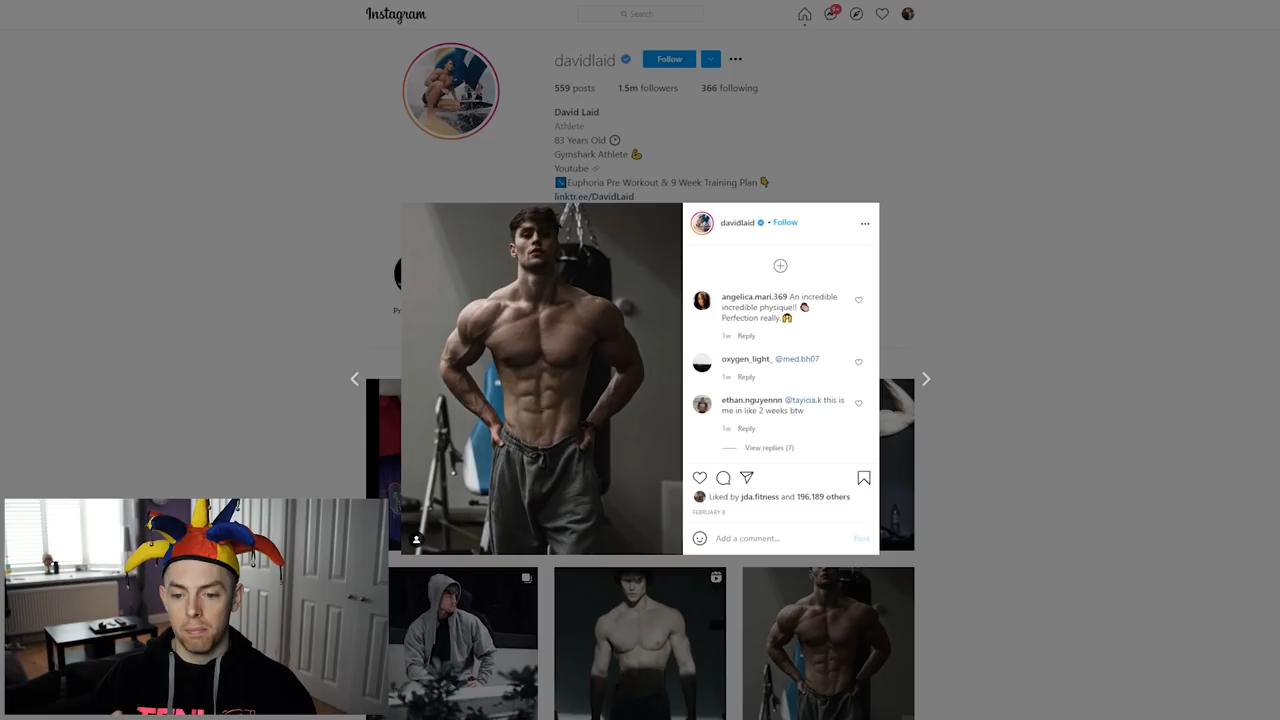 Instagram
Search
9+
davidlaid
Follow
559 posts 1.5m followers 366 following
David Laid
Athlete
83 Years Old
Gymshark Athlete 💪
Youtube
Euphoria Pre Workout & 9 Week Training Plan 👇
linktr.ee/DavidLaid
davidlaid • Follow
angelica.mari.369 An incredible
incredible physique!!
Perfection really.
1w Reply
oxygen_light_ @med.bh07
1w Reply
ethan.nguyennn @tayicia.k this is
me in like 2 weeks btw
1w Reply
View replies (7)
Liked by jda.fitness and 196,189 others
FEBRUARY 8
Add a comment...
Post